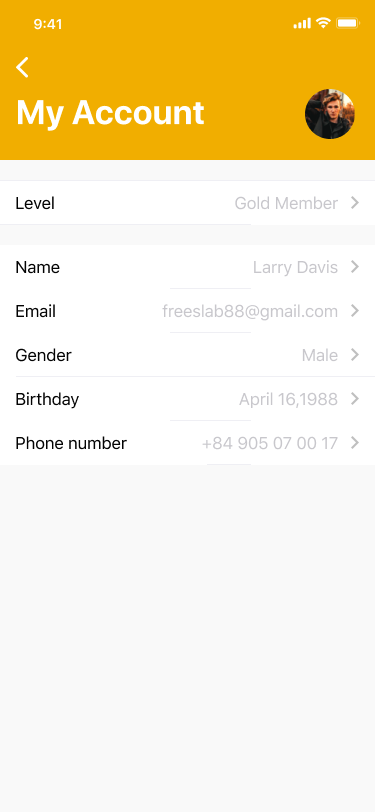 9:41
My Account
Level Gold Member
Name Larry Davis
Email freeslab88@gmail.com
Gender Male
Birthday April 16,1988
Phone number +84 905 07 00 17